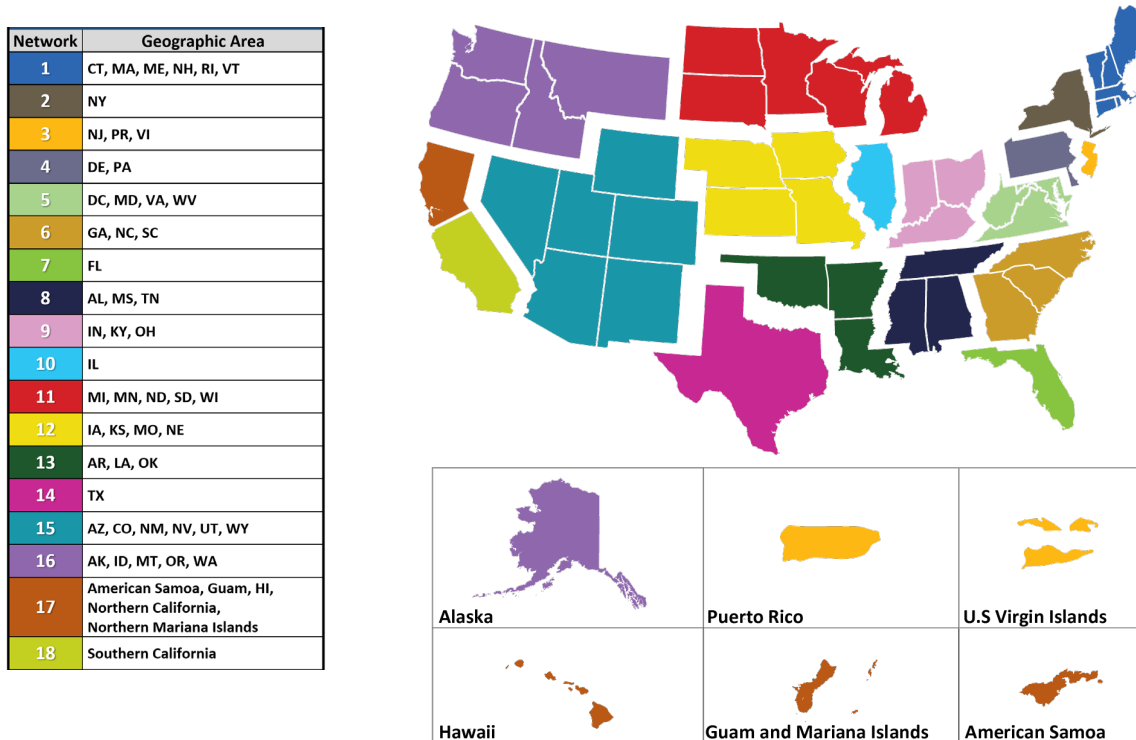 Network Geographic Area
1 CT, MA, ME, NH, RI, VT
2 NY
3 NJ, PR, VI
4 DE, PA
5 DC, MD, VA, WV
6 GA, NC, SC
7 FL
8 AL, MS, TN
9 IN, KY, OH
10 IL
11 MI, MN, ND, SD, WI
12 IA, KS, MO, NE
13 AR, LA, OK
14 TX
15 AZ, CO, NM, NV, UT, WY
16 AK, ID, MT, OR, WA
17 American Samoa, Guam, HI,
Northern California,
Northern Mariana Islands
18 Southern California
Alaska
Puerto Rico
U.S Virgin Islands
Hawaii
Guam and Mariana Islands
American Samoa